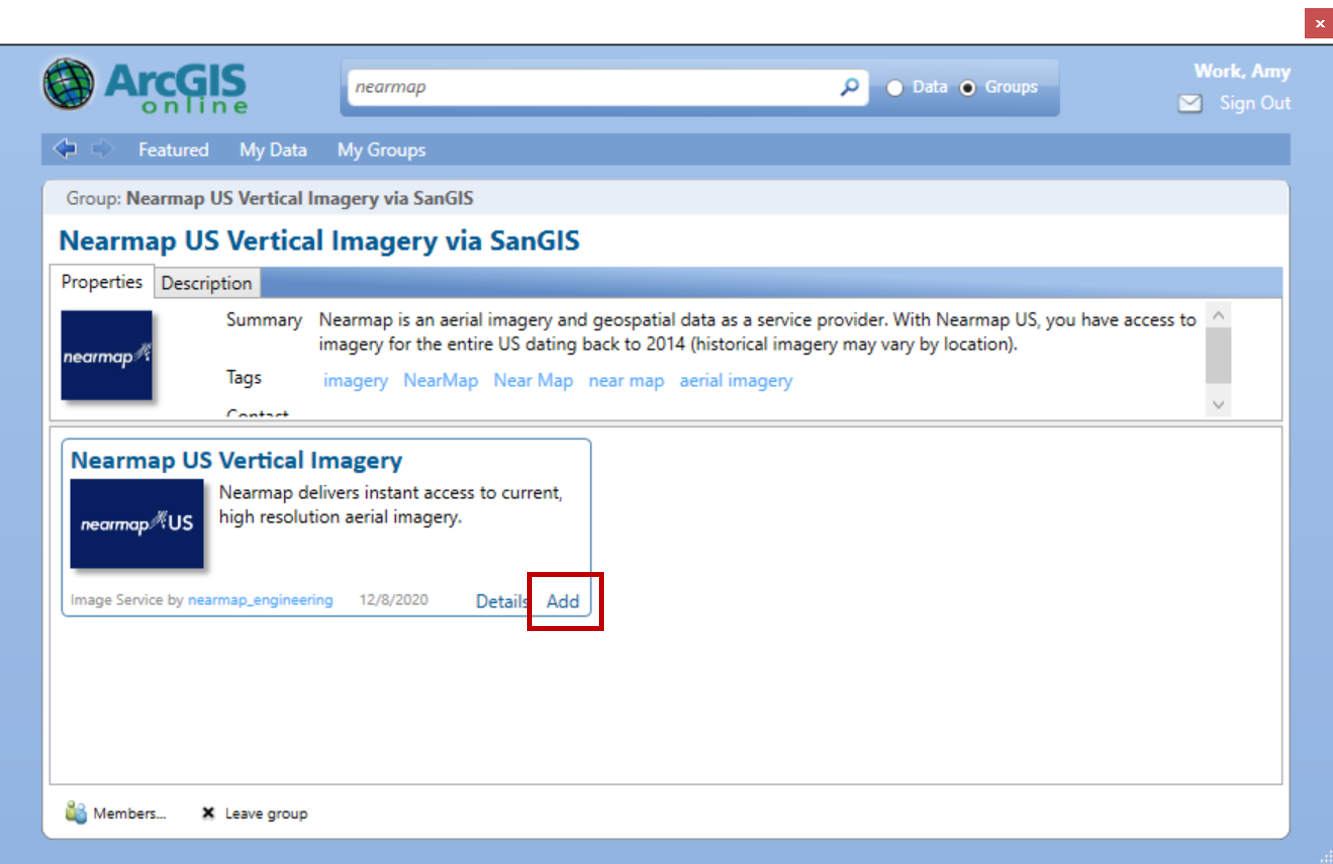 ×
ArcGIS
online
nearmap
Data Groups
Work, Amy
Sign Out
Featured My Data My Groups
Group: Nearmap US Vertical Imagery via SanGIS
Nearmap US Vertical Imagery via SanGIS
Properties Description
nearmap
Summary Nearmap is an aerial imagery and geospatial data as a service provider. With Nearmap US, you have access to
imagery for the entire US dating back to 2014 (historical imagery may vary by location).
Tags imagery NearMap Near Map near map aerial imagery
Contact
Nearmap US Vertical Imagery
nearmap US
Nearmap delivers instant access to current,
high resolution aerial imagery.
Image Service by nearmap_engineering 12/8/2020 Details Add
Members... Leave group